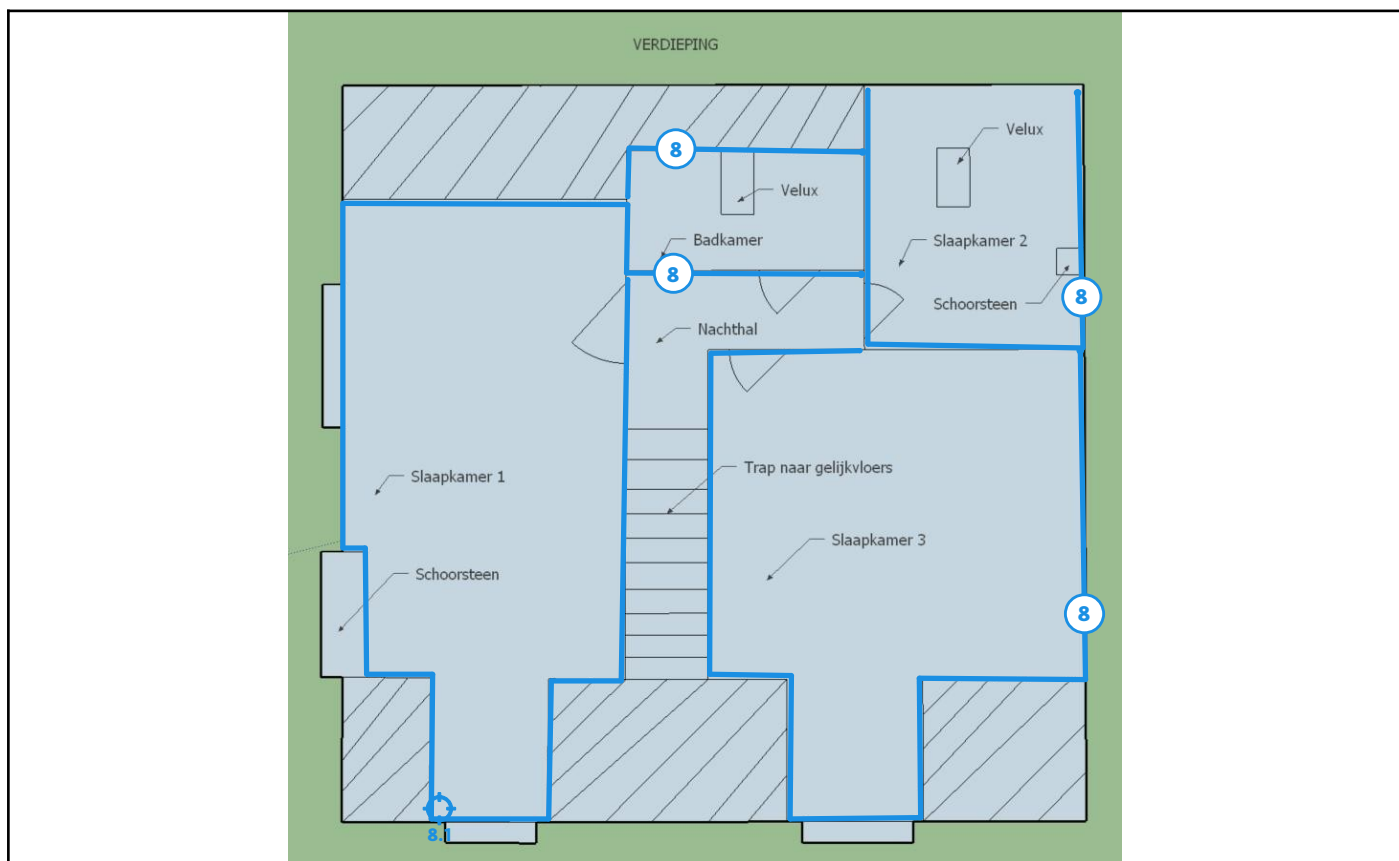 VERDIEPING
Velux
8
Velux
Badkamer
Slaapkamer 2
8
8
Schoorsteen
Nachthal
Slaapkamer 1
Trap naar gelijkvloers
Slaapkamer 3
Schoorsteen
8
8.1